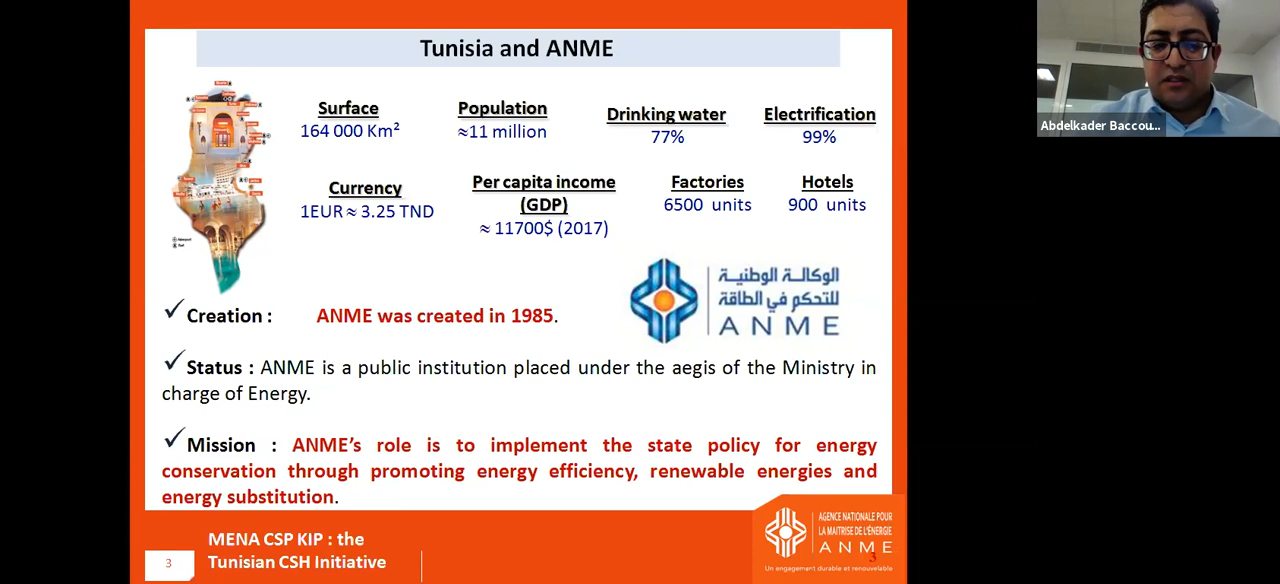 Tunisia and ANME
Surface
164 000 Km²
Population
≈11 million
Drinking water
77%
Electrification
99%
Currency
1EUR ≈ 3.25 TND
Per capita income
(GDP)
≈ 11700$ (2017)
Factories
6500 units
Hotels
900 units
الوكالة الوطنية
للتحكم في الطاقة
ANME
✓ Creation : ANME was created in 1985.
✓ Status : ANME is a public institution placed under the aegis of the Ministry in
charge of Energy.
✓ Mission : ANME’s role is to implement the state policy for energy
conservation through promoting energy efficiency, renewable energies and
energy substitution.
3
MENA CSP KIP : the
Tunisian CSH Initiative
AGENCE NATIONALE POUR
LA MAITRISE DE L'ÉNERGIE
ANME
3
Un engagement durable et renouvelable
Abdelkader Baccou...